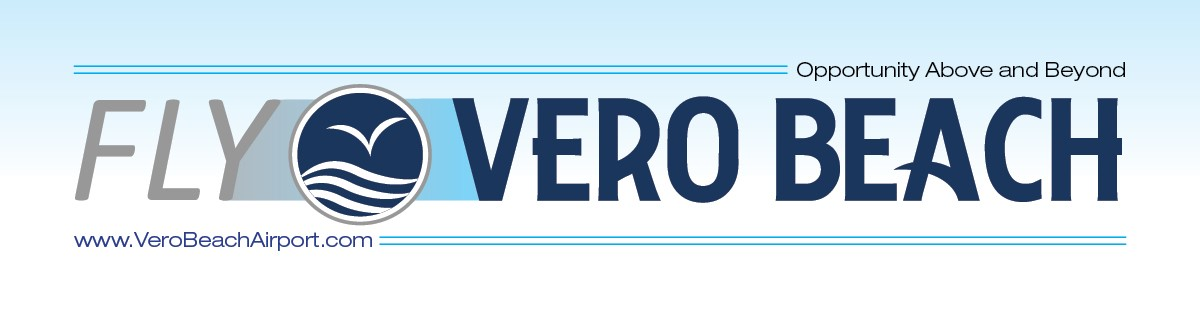 Opportunity Above and Beyond
FLY VERO BEACH
www.VeroBeachAirport.com